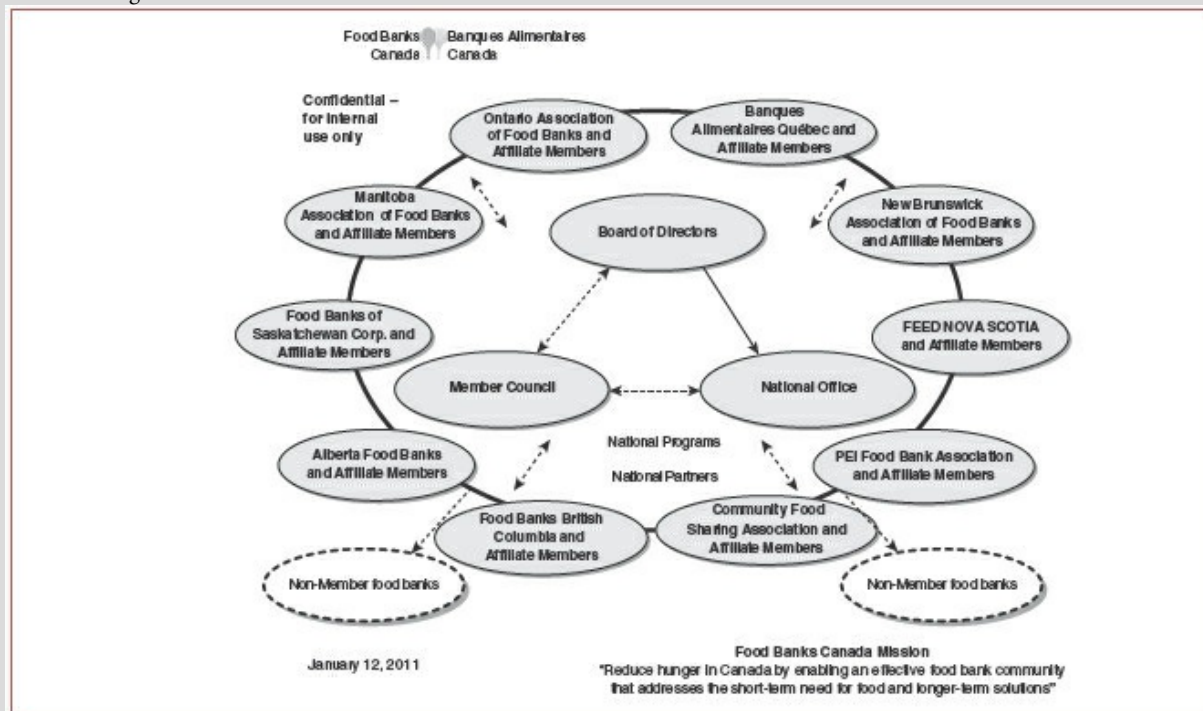 Food Banks Banques Alimentaires
Canada Canada
Confidential –
for internal
use only
Ontario Association
of Food Banks and
Affiliate Members
Banques
Alimentaires Québec and
Affiliate Members
Manitoba
Association of Food Banks
and Affiliate Members
Board of Directors
New Brunswick
Association of Food Banks
and Affiliate Members
Food Banks of
Saskatchewan Corp. and
Affiliate Members
FEED NOVA SCOTIA
and Affiliate Members
Member Council
National Office
National Programs
National Partners
Alberta Food Banks
and Affiliate Members
PEI Food Bank Association
and Affiliate Members
Food Banks British
Columbia and
Affiliate Members
Community Food
Sharing Association and
Affiliate Members
Non-Member food banks
Non-Member food banks
January 12, 2011
Food Banks Canada Mission
"Reduce hunger in Canada by enabling an effective food bank community
that addresses the short-term need for food and longer-term solutions"